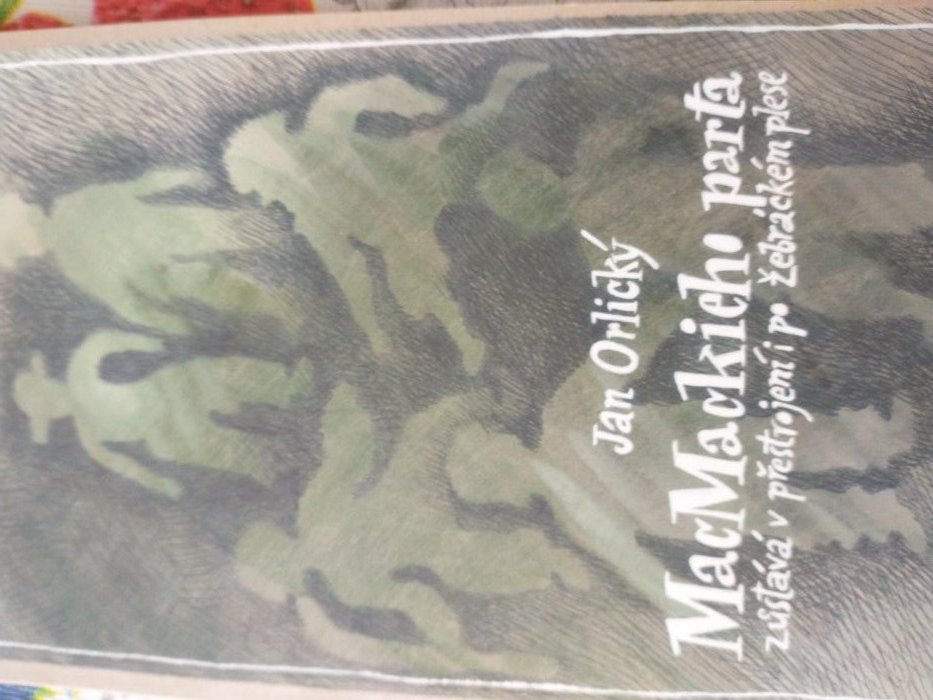 Jan Orlický
MacMackieho parta
zůstává v přestrojení i po Žebráckém plese